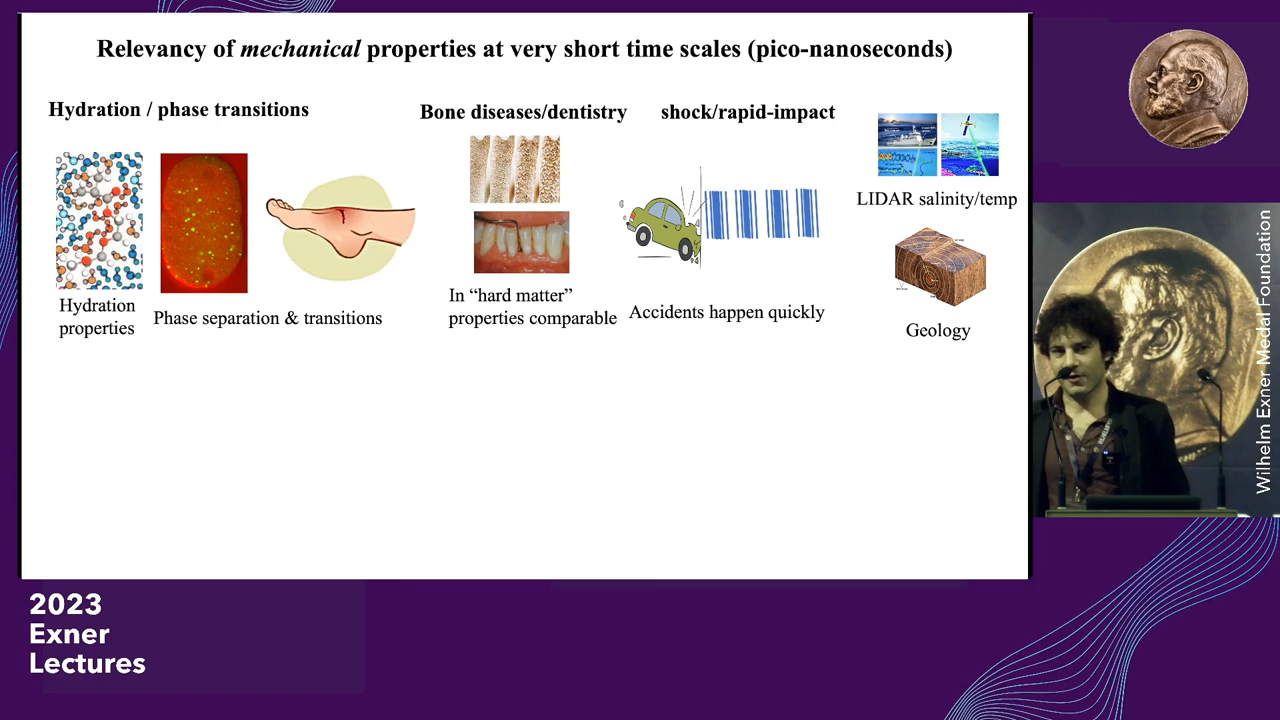 Relevancy of mechanical properties at very short time scales (pico-nanoseconds)
Hydration / phase transitions
Bone diseases/dentistry
shock/rapid-impact
Hydration
properties
Phase separation & transitions
In “hard matter”
properties comparable
Accidents happen quickly
LIDAR salinity/temp
Geology
Wilhelm Exner Medal Foundation
2023
Exner
Lectures